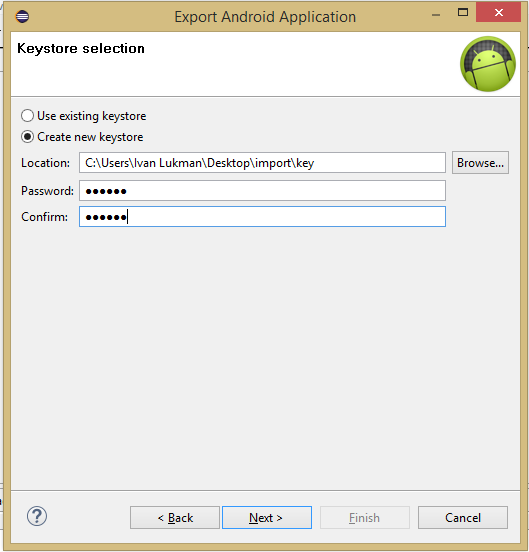 Export Android Application
Keystore selection
Use existing keystore
Create new keystore
Location: C:\Users\Ivan Lukman\Desktop\import\key Browse...
Password: ●●●●●●
Confirm: ●●●●●●
? < Back Next > Finish Cancel